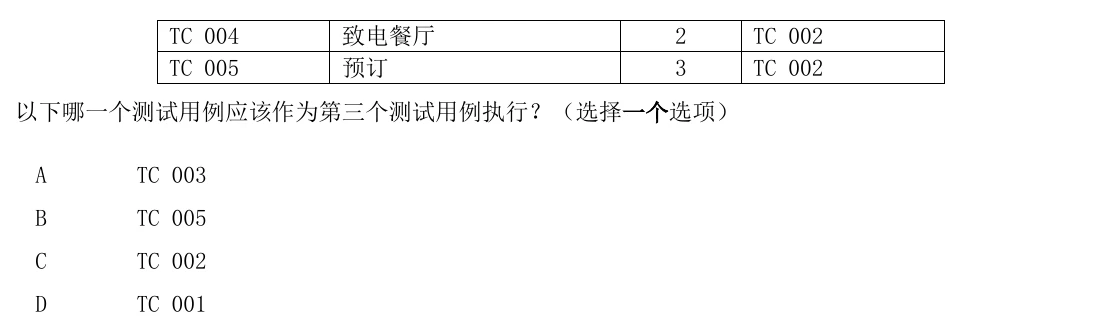 TC 004 致电餐厅 2 TC 002
TC 005 预订 3 TC 002
以下哪一个测试用例应该作为第三个测试用例执行？（选择一个选项）
A TC 003
B TC 005
C TC 002
D TC 001